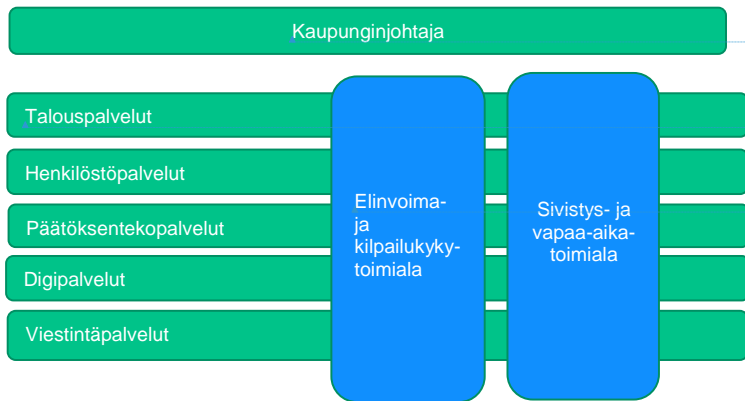 Kaupunginjohtaja
Talouspalvelut
Henkilöstöpalvelut
Päätöksentekopalvelut
Digipalvelut
Viestintäpalvelut
Elinvoima-
ja
kilpailukyky-
toimiala
Sivistys- ja
vapaa-aika-
toimiala